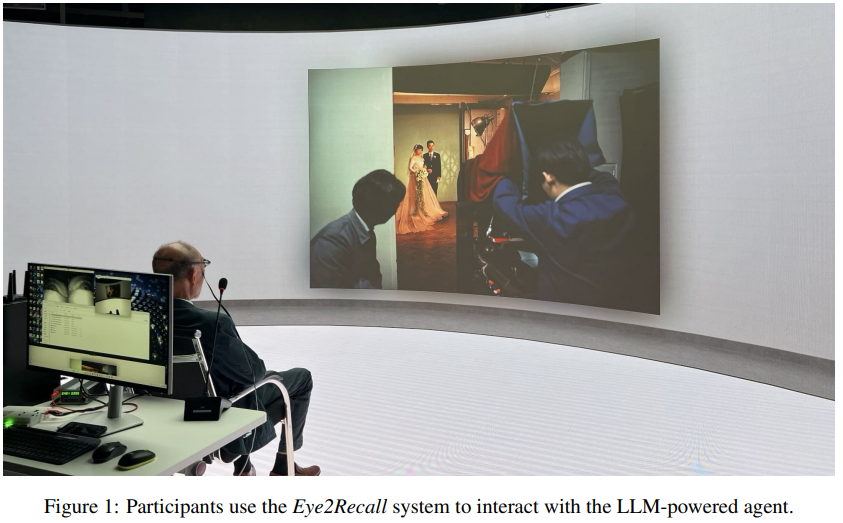 Figure 1: Participants use the Eye2Recall system to interact with the LLM-powered agent.